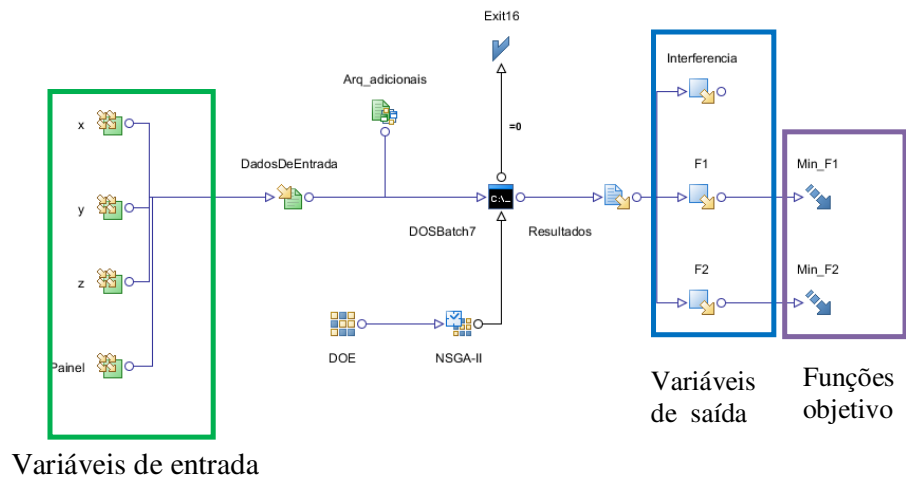 Exit16
Interferencia
Arq_adicionais
x
=0
DadosDeEntrada
F1
Min_F1
y
C:\_
DOSBatch7
Resultados
z
F2
Min_F2
DOE
NSGA-II
Painel
Variáveis
de saída
Funções
objetivo
Variáveis de entrada